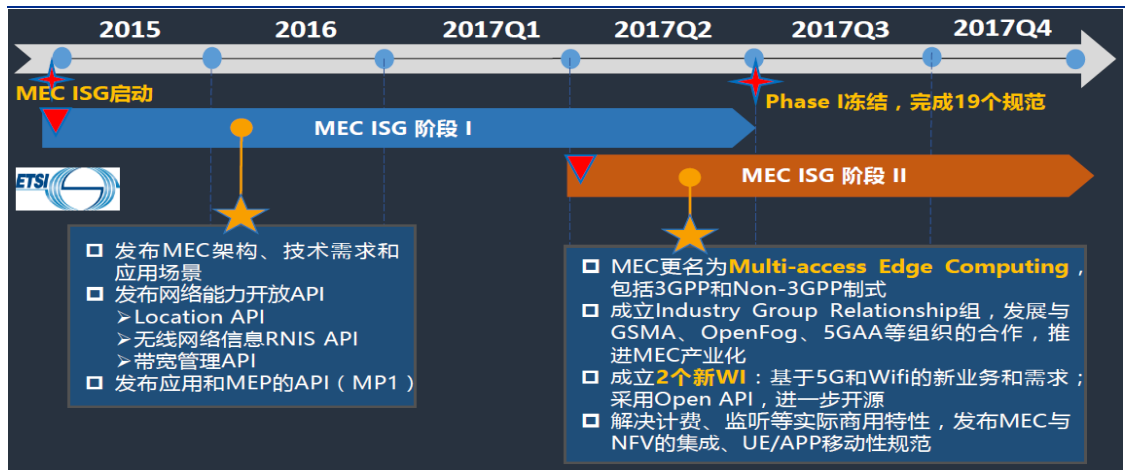 2015 2016 2017Q1 2017Q2 2017Q3 2017Q4
MEC ISG启动
Phase I冻结，完成19个规范
MEC ISG 阶段 I
ETSI
MEC ISG 阶段 II
发布MEC架构、技术需求和
应用场景
发布网络能力开放API
➢Location API
➢无线网络信息RNIS API
➢带宽管理API
发布应用和MEP的API（MP1）
MEC更名为Multi-access Edge Computing，
包括3GPP和Non-3GPP制式
成立Industry Group Relationship组，发展与
GSMA、OpenFog、5GAA等组织的合作，推
进MEC产业化
成立2个新WI：基于5G和Wifi的新业务和需求；
采用Open API，进一步开源
解决计费、监听等实际商用特性，发布MEC与
NFV的集成、UE/APP移动性规范